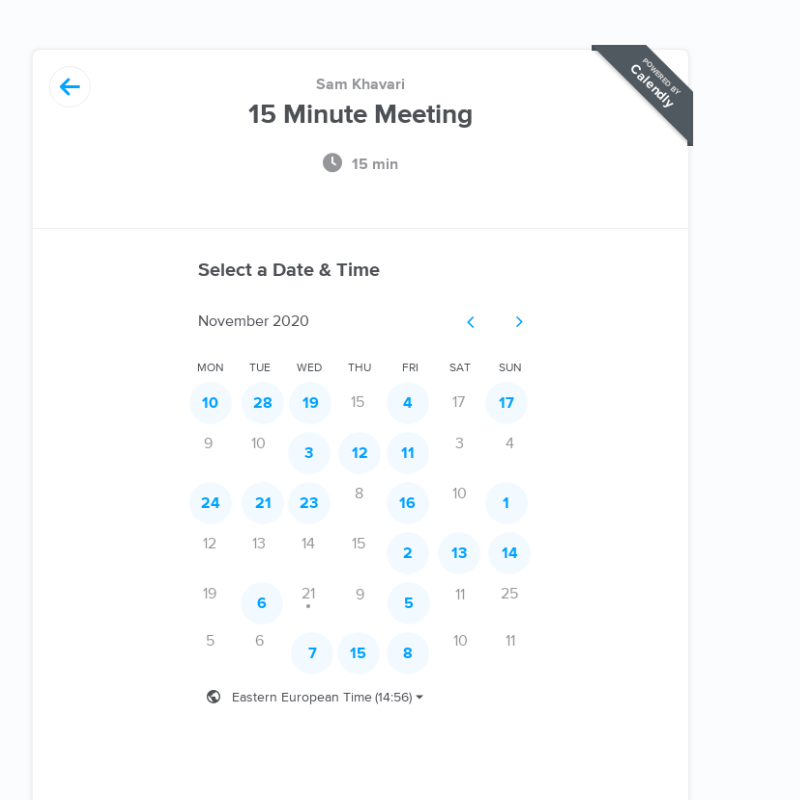 POWERED BY
Calendly
Sam Khavari
15 Minute Meeting
15 min
Select a Date & Time
November 2020
MON TUE WED THU FRI SAT SUN
10 28 19 15 4 17 17
9 10 3 12 11 3 4
24 21 23 8 16 10 1
12 13 14 15 2 13 14
19 6 21 9 5 11 25
5 6 7 15 8 10 11
Eastern European Time (14:56)